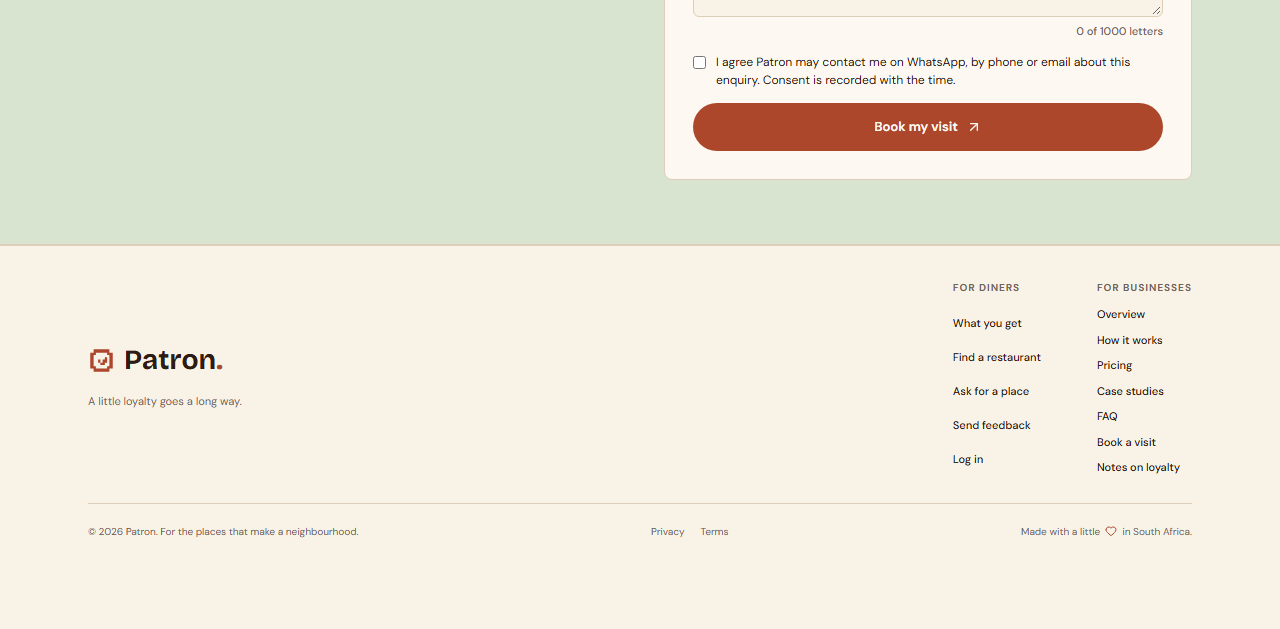 0 of 1000 letters
I agree Patron may contact me on WhatsApp, by phone or email about this
enquiry. Consent is recorded with the time.
Book my visit
Patron.
A little loyalty goes a long way.
FOR DINERS
What you get
Find a restaurant
Ask for a place
Send feedback
Log in
FOR BUSINESSES
Overview
How it works
Pricing
Case studies
FAQ
Book a visit
Notes on loyalty
© 2026 Patron. For the places that make a neighbourhood.
Privacy Terms
Made with a little in South Africa.